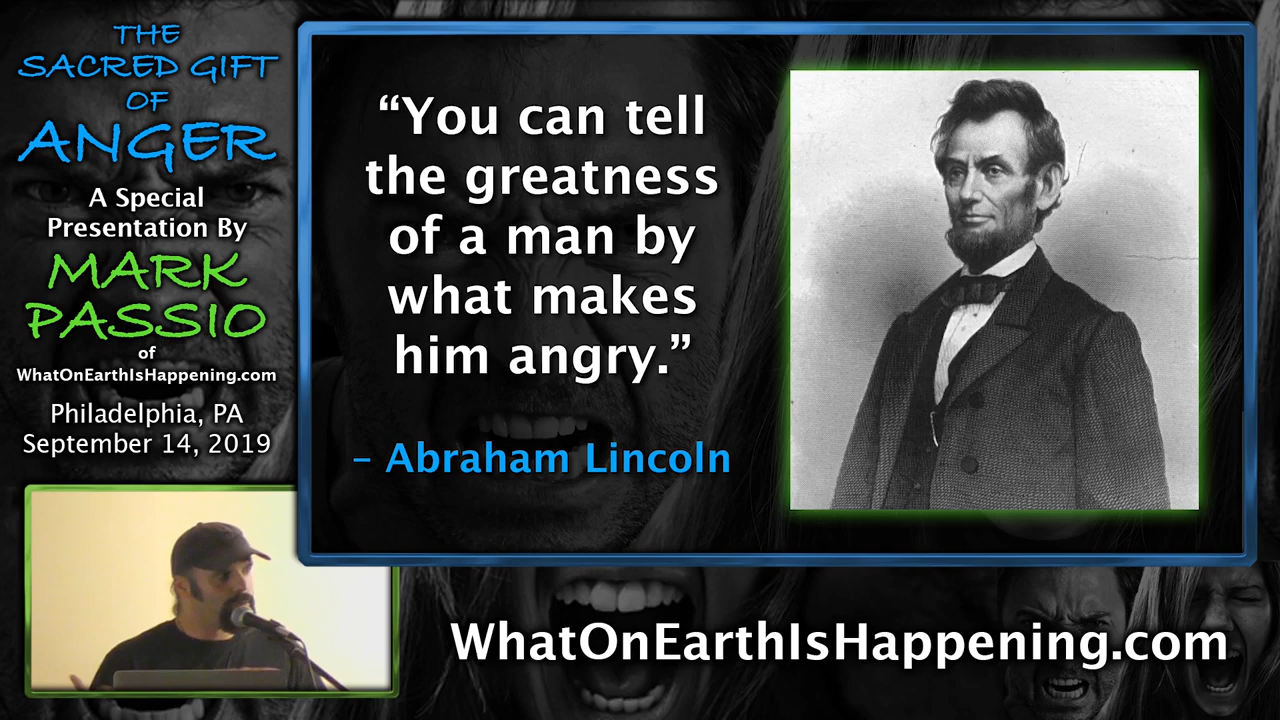 THE
SACRED GIFT
OF
ANGER
A Special
Presentation By
MARK
PASSIO
of
WhatOnEarthIsHappening.com
Philadelphia, PA
September 14, 2019
“You can tell
the greatness
of a man by
what makes
him angry.”
– Abraham Lincoln
WhatOnEarthIsHappening.com